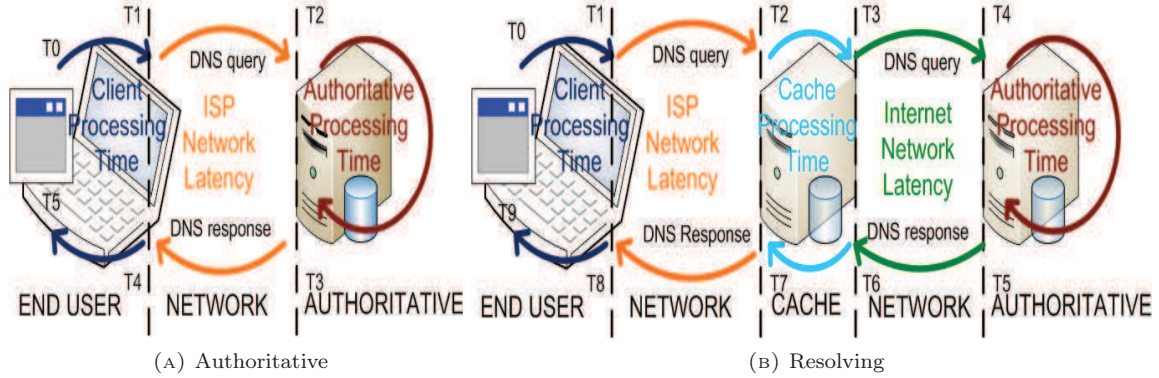 T1
T2
T0
DNS query
Client
Processing
Time
ISP
Network
Latency
Authoritative
Processing
Time
T5
DNS response
T4
T3
END USER
NETWORK
AUTHORITATIVE
(A) Authoritative
T1
T2
T3
T4
T0
DNS query
DNS query
Client
Processing
Time
ISP
Network
Latency
Cache
Processing
Time
Internet
Network
Latency
Authoritative
Processing
Time
T9
DNS Response
DNS response
T8
T7
T6
T5
END USER
NETWORK
CACHE
NETWORK
AUTHORITATIVE
(B) Resolving